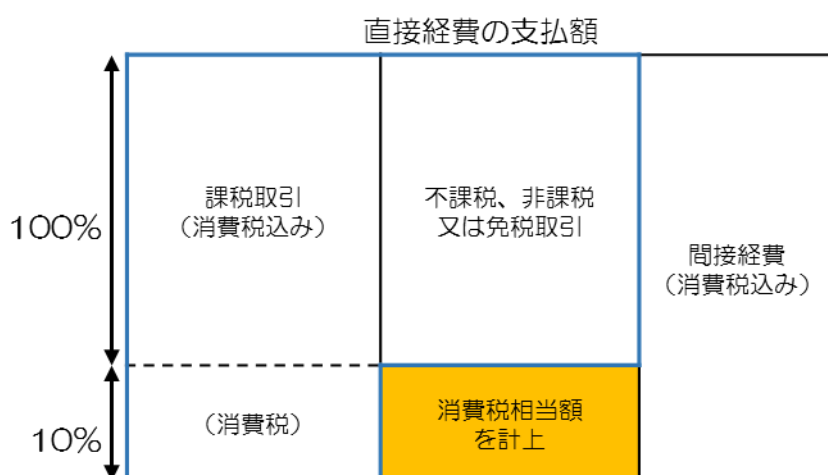 直接経費の支払額
100%
課税取引
(消費税込み)
不課税、非課税
又は免税取引
間接経費
(消費税込み)
10%
(消費税)
消費税相当額
を計上